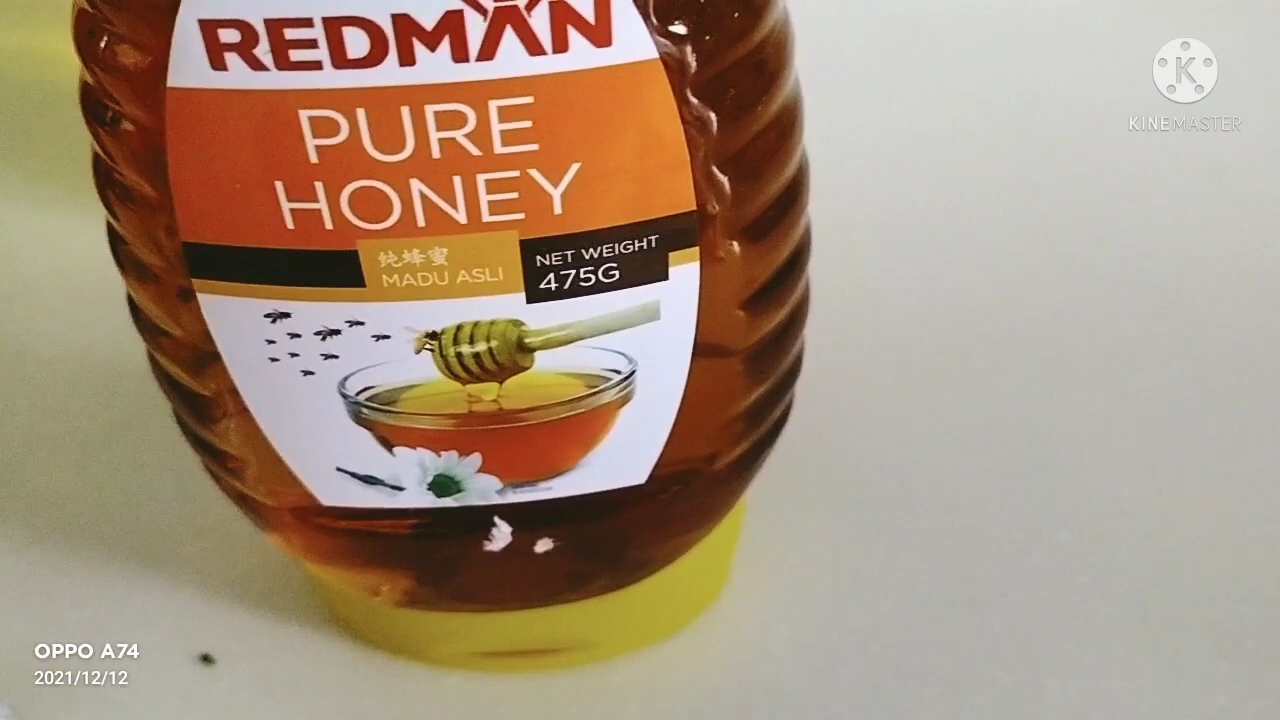 REDMAN
PURE
HONEY
纯蜂蜜
MADU ASLI
NET WEIGHT
475G
K
KINEMASTER
OPPO A74
2021/12/12